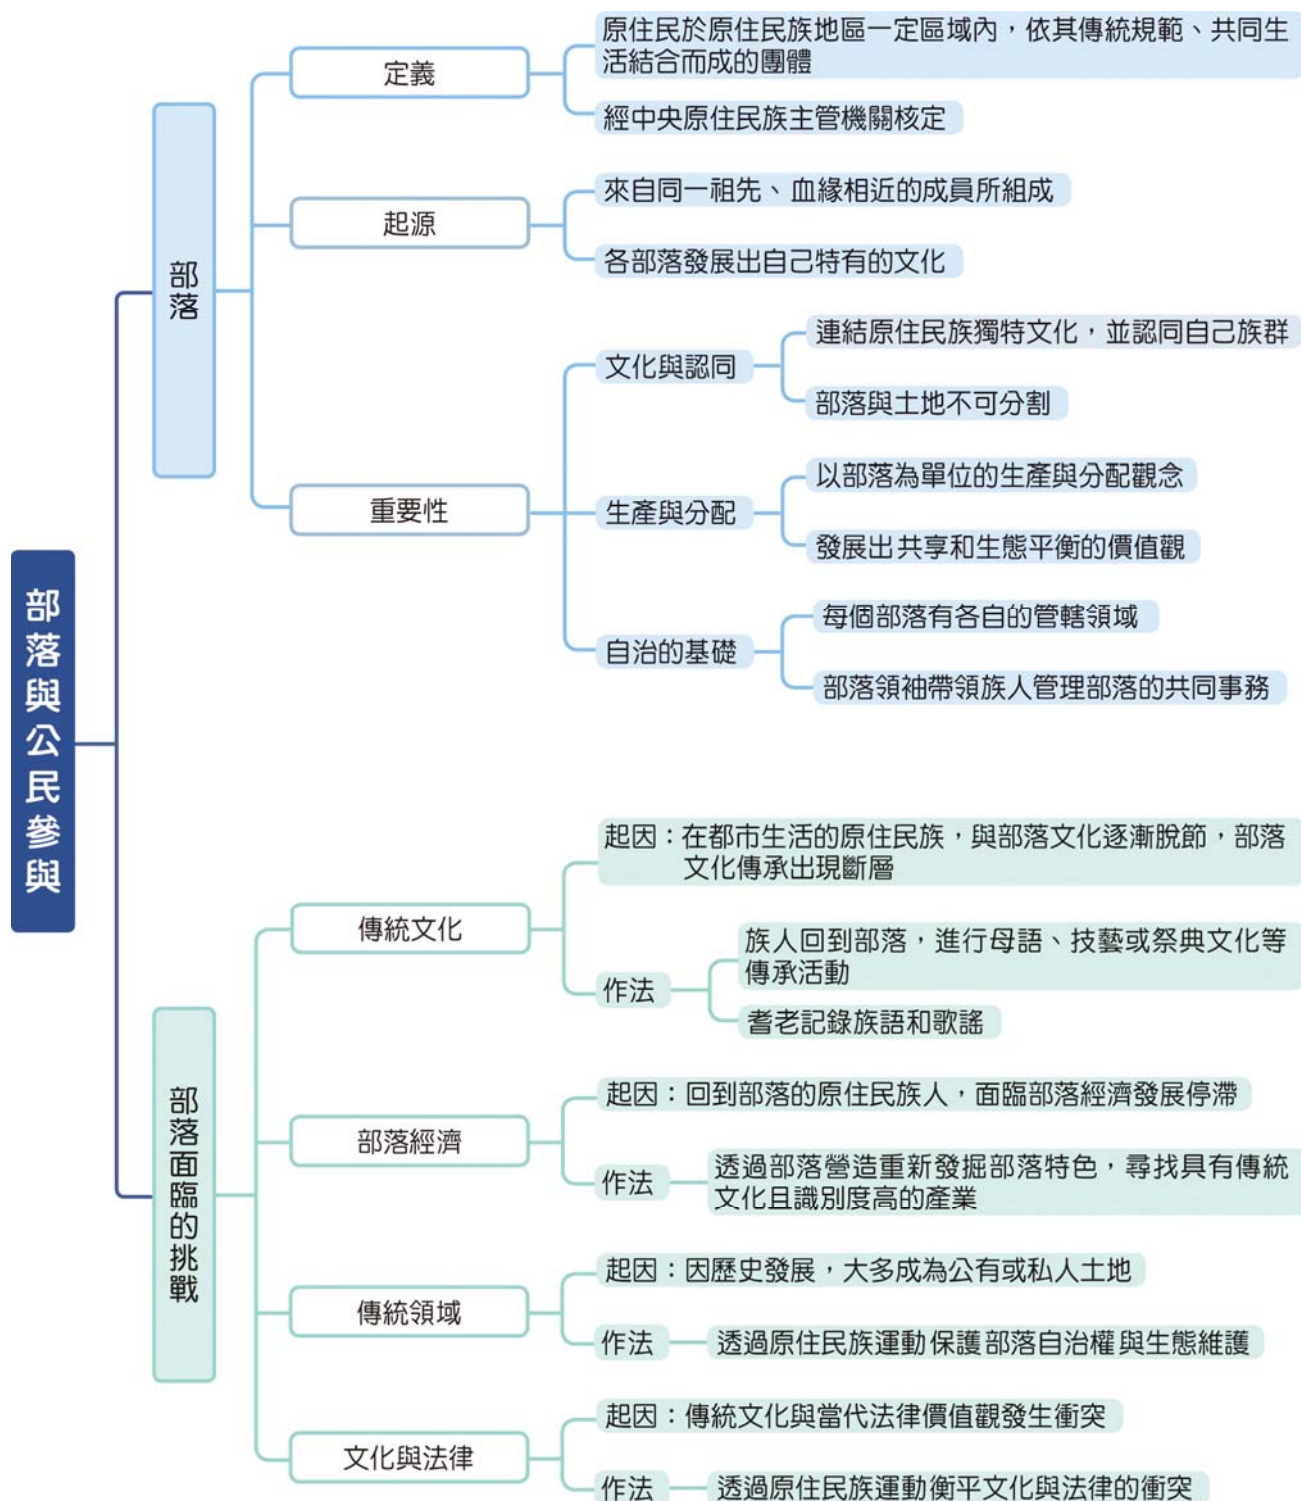 部落與公民參與
部落
定義
原住民於原住民族地區一定區域內，依其傳統規範、共同生
活結合而成的團體
經中央原住民族主管機關核定
起源
來自同一祖先、血緣相近的成員所組成
各部落發展出自己特有的文化
重要性
文化與認同
連結原住民族獨特文化，並認同自己族群
部落與土地不可分割
生產與分配
以部落為單位的生產與分配觀念
發展出共享和生態平衡的價值觀
自治的基礎
每個部落有各自的管轄領域
部落領袖帶領族人管理部落的共同事務
部落面臨的挑戰
傳統文化
起因：在都市生活的原住民族，與部落文化逐漸脫節，部落
文化傳承出現斷層
作法
族人回到部落，進行母語、技藝或祭典文化等
傳承活動
耆老記錄族語和歌謠
部落經濟
起因：回到部落的原住民族人，面臨部落經濟發展停滯
作法
透過部落營造重新發掘部落特色，尋找具有傳統
文化且識別度高的產業
傳統領域
起因：因歷史發展，大多成為公有或私人土地
作法
透過原住民族運動保護部落自治權與生態維護
文化與法律
起因：傳統文化與當代法律價值觀發生衝突
作法
透過原住民族運動衡平文化與法律的衝突